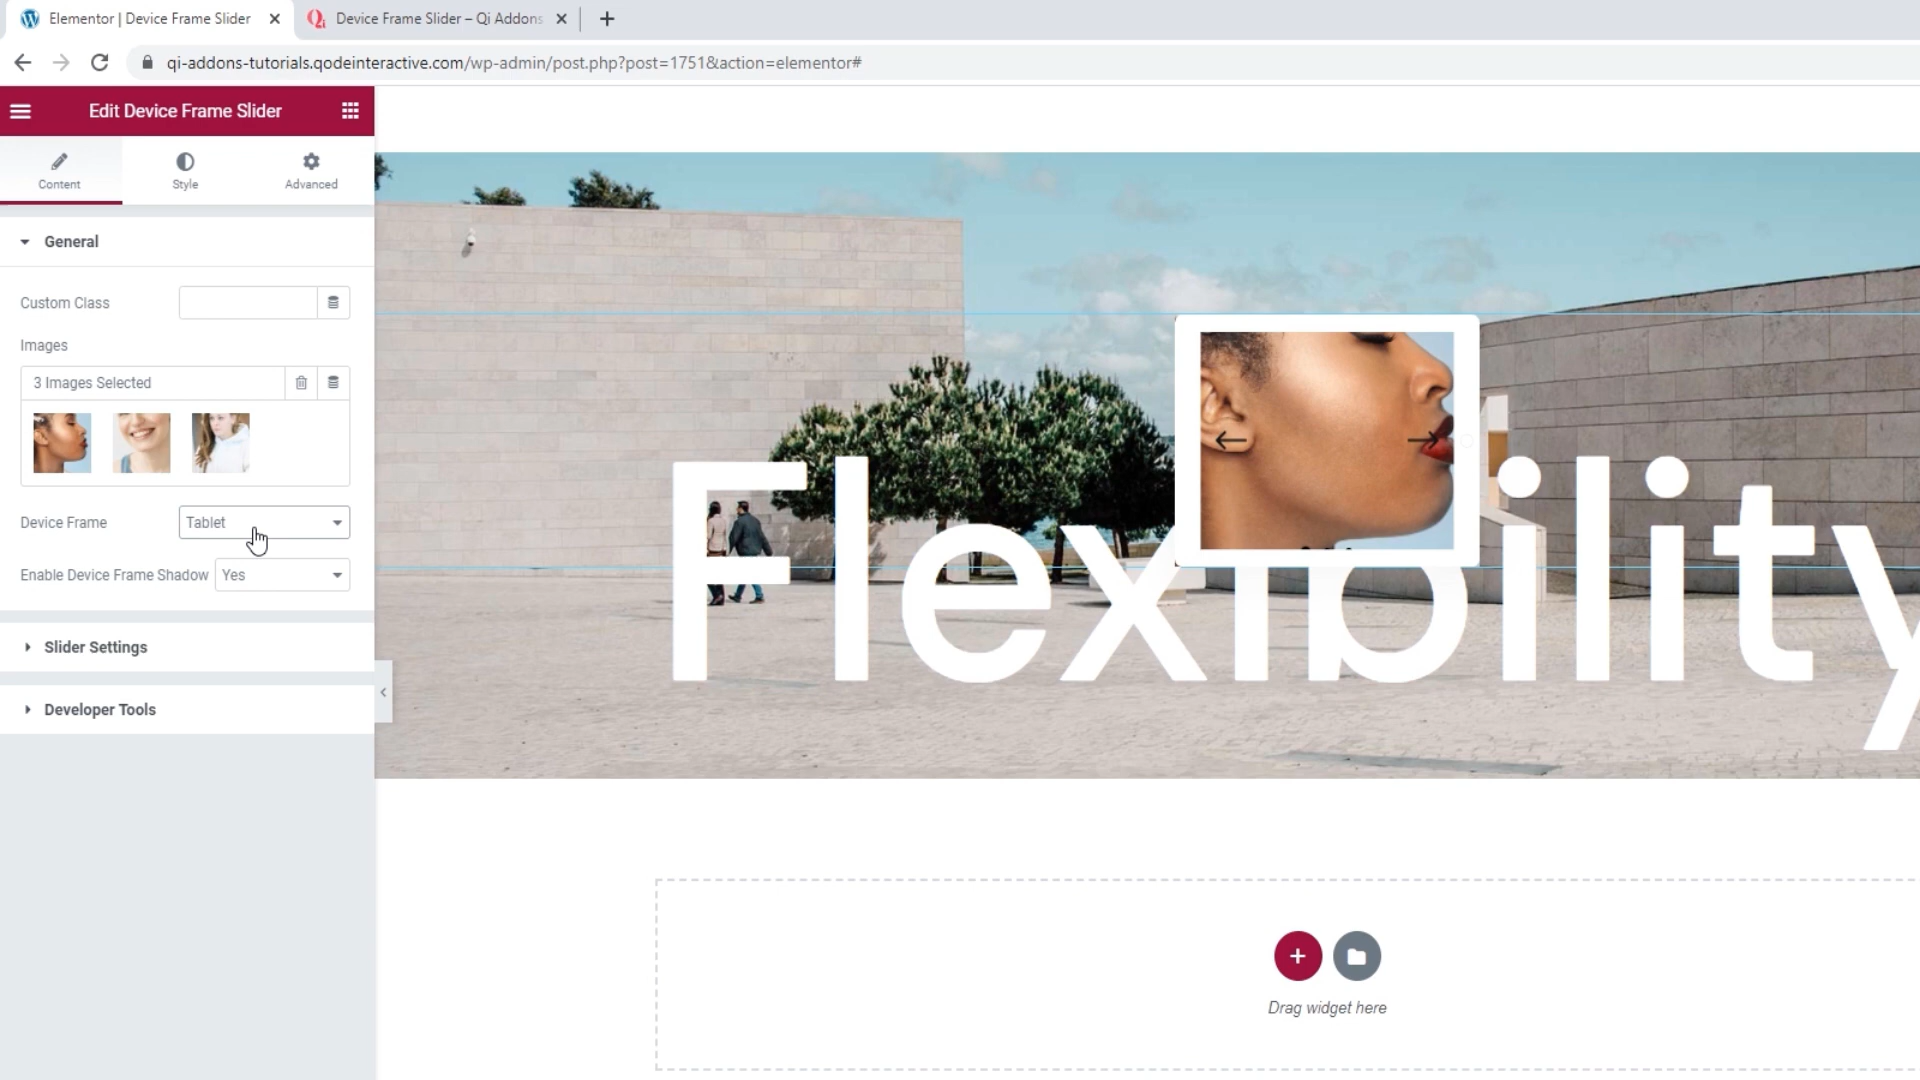 Elementor | Device Frame Slider
Device Frame Slider – Qi Addons
qi-addons-tutorials.qodeinteractive.com/wp-admin/post.php?post=1751&action=elementor#
Edit Device Frame Slider
Content
Style
Advanced
General
Custom Class
Images
3 Images Selected
Device Frame
Tablet
Enable Device Frame Shadow
Yes
Slider Settings
Developer Tools
Flexibility
Drag widget here